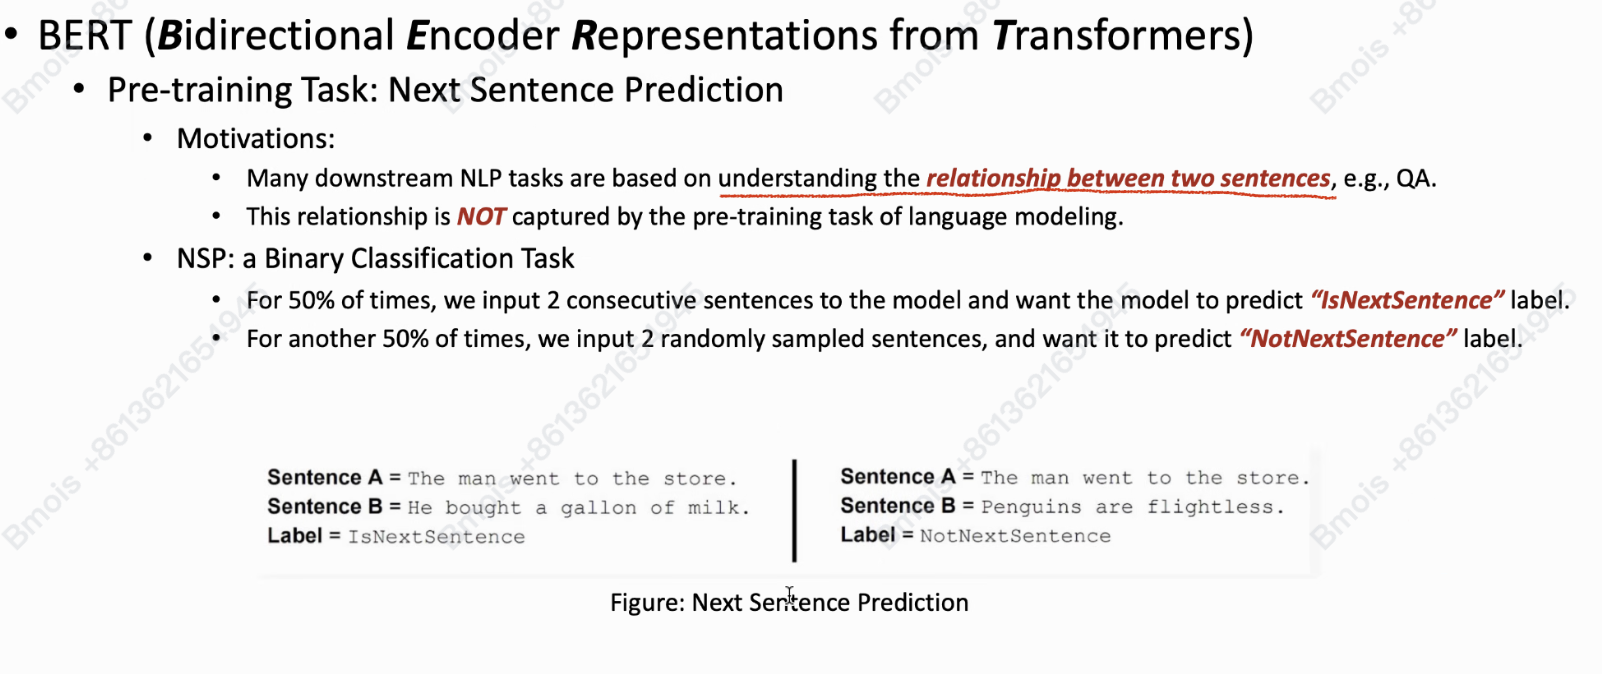 • BERT (Bidirectional Encoder Representations from Transformers)
• Pre-training Task: Next Sentence Prediction
• Motivations:
• Many downstream NLP tasks are based on understanding the relationship between two sentences, e.g., QA.
• This relationship is NOT captured by the pre-training task of language modeling.
• NSP: a Binary Classification Task
• For 50% of times, we input 2 consecutive sentences to the model and want the model to predict “IsNextSentence” label.
• For another 50% of times, we input 2 randomly sampled sentences, and want it to predict “NotNextSentence” label.
Sentence A = The man went to the store.
Sentence B = He bought a gallon of milk.
Label = IsNextSentence
Sentence A = The man went to the store.
Sentence B = Penguins are flightless.
Label = NotNextSentence
Figure: Next Sentence Prediction
Bmois +8613621654945